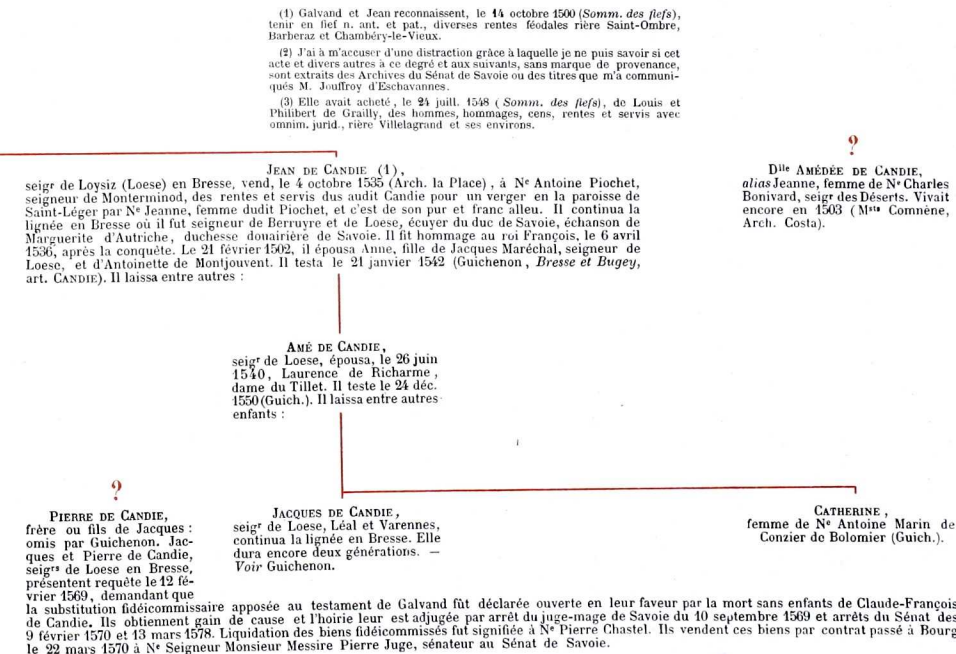 (1) Galvand et Jean reconnaissent, le 14 octobre 1500 (Somm. des fiefs),
tenir en fief n. ant. et pat., diverses rentes féodales rière Saint-Ombre,
Barberaz et Chambéry-le-Vieux.
(2) J'ai à m'accuser d'une distraction grâce à laquelle je ne puis savoir si cet
acte et divers autres à ce degré et aux suivants, sans marque de provenance,
sont extraits des Archives du Sénat de Savoie ou des titres que m'a communi-
qués M. Jouffroy d'Eschavannes.
(3) Elle avait acheté, le 24 juill. 1548 (Somm. des fiefs), de Louis et
Philibert de Grailly, des hommes, hommages, cens, rentes et servis avec
omnim. jurid., rière Villelagrand et ses environs.
JEAN DE CANDIE (1),
seigr de Loysiz (Loese) en Bresse, vend, le 4 octobre 1535 (Arch. la Place), à Ne Antoine Piochet,
seigneur de Monterminod, des rentes et servis dus audit Candie pour un verger en la paroisse de
Saint-Léger par Ne Jeanne, femme dudit Piochet, et c'est de son pur et franc alleu. Il continua la
lignée en Bresse où il fut seigneur de Berruyre et de Loese, écuyer du duc de Savoie, échanson de
Marguerite d'Autriche, duchesse douairière de Savoie. Il fit hommage au roi François, le 6 avril
1536, après la conquête. Le 21 février 1502, il épousa Anne, fille de Jacques Maréchal, seigneur de
Loese, et d'Antoinette de Montjouvent. Il testa le 21 janvier 1542 (Guichenon, Bresse et Bugey,
art. CANDIE). Il laissa entre autres :
?
Dlle AMÉDÉE DE CANDIE,
alias Jeanne, femme de Ne Charles
Bonivard, seigr des Déserts. Vivait
encore en 1503 (Mise Comnène,
Arch. Costa).
AMÉ DE CANDIE,
seigr de Loese, épousa, le 26 juin
1540, Laurence de Richarme,
dame du Tillet. Il teste le 24 déc.
1550 (Guich.). Il laissa entre autres
enfants :
?
PIERRE DE CANDIE,
frère ou fils de Jacques :
omis par Guichenon. Jac-
ques et Pierre de Candie,
seigrs de Loese en Bresse,
présentent requête le 12 fé-
vrier 1569, demandant que
la substitution fidéicommissaire apposée au testament de Galvand fût déclarée ouverte en leur faveur par la mort sans enfants de Claude-François
de Candie. Ils obtiennent gain de cause et l'hoirie leur est adjugée par arrêt du juge-mage de Savoie du 10 septembre 1569 et arrêts du Sénat des
9 février 1570 et 13 mars 1578. Liquidation des biens fidéicommissés fut signifiée à Ne Pierre Chastel. Ils vendent ces biens par contrat passé à Bourg
le 22 mars 1570 à Ne Seigneur Monsieur Messire Pierre Juge, sénateur au Sénat de Savoie.
JACQUES DE CANDIE,
seigr de Loese, Léal et Varennes,
continua la lignée en Bresse. Elle
dura encore deux générations. —
Voir Guichenon.
CATHERINE,
femme de Ne Antoine Marin de
Conzier de Bolomier (Guich.).